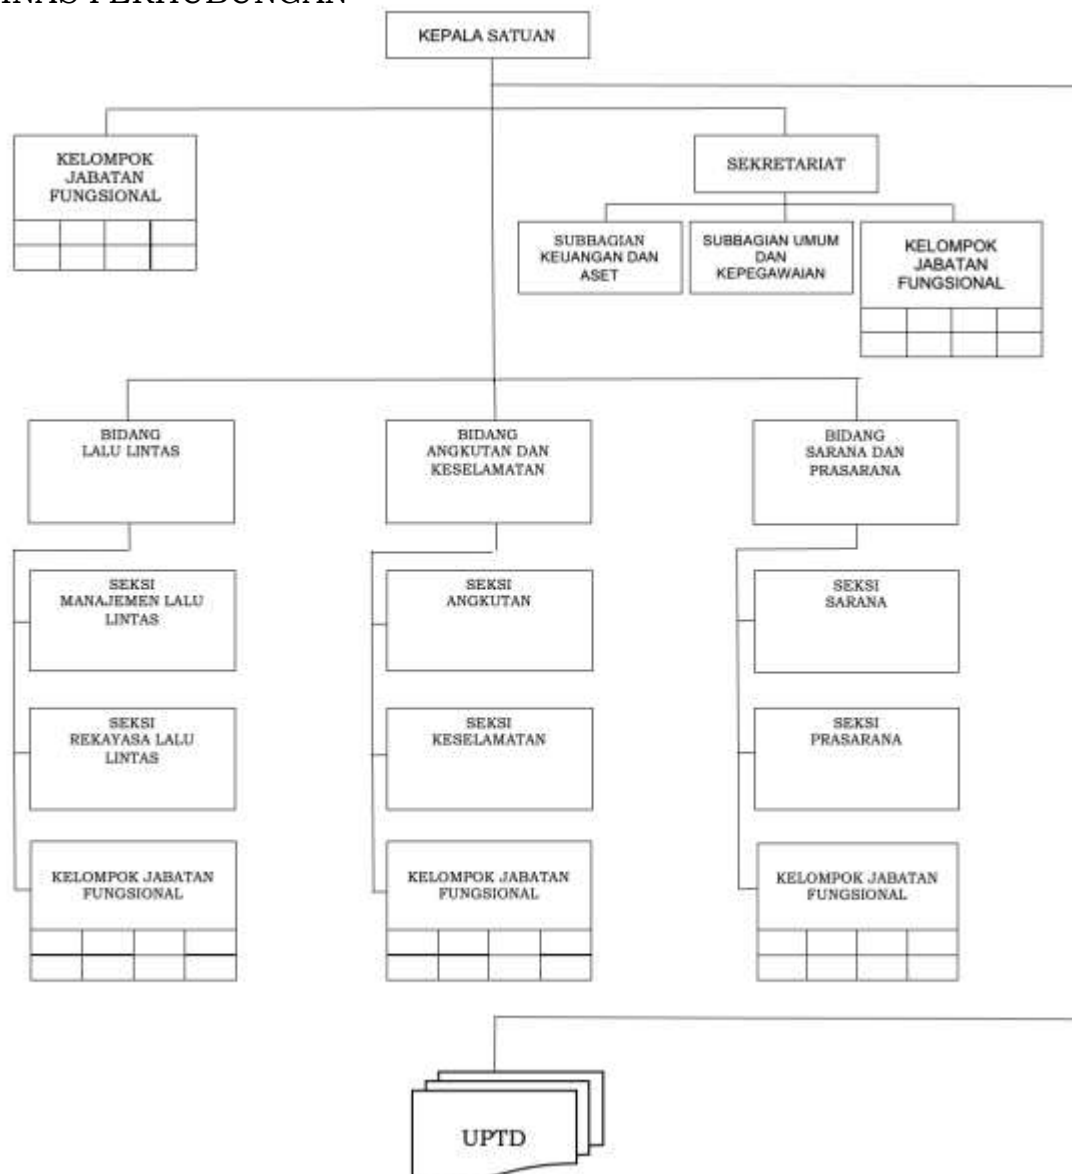 INAS PERHUBUNGAN
KEPALA SATUAN
KELOMPOK
JABATAN
FUNGSIONAL
SEKRETARIAT
SUBBAGIAN
KEUANGAN DAN
ASET
SUBBAGIAN UMUM
DAN
KEPEGAWAIAN
KELOMPOK
JABATAN
FUNGSIONAL
BIDANG
LALU LINTAS
BIDANG
ANGKUTAN DAN
KESELAMATAN
BIDANG
SARANA DAN
PRASARANA
SEKSI
MANAJEMEN LALU
LINTAS
SEKSI
ANGKUTAN
SEKSI
SARANA
SEKSI
REKAYASA LALU
LINTAS
SEKSI
KESELAMATAN
SEKSI
PRASARANA
KELOMPOK JABATAN
FUNGSIONAL
KELOMPOK JABATAN
FUNGSIONAL
KELOMPOK JABATAN
FUNGSIONAL
UPTD